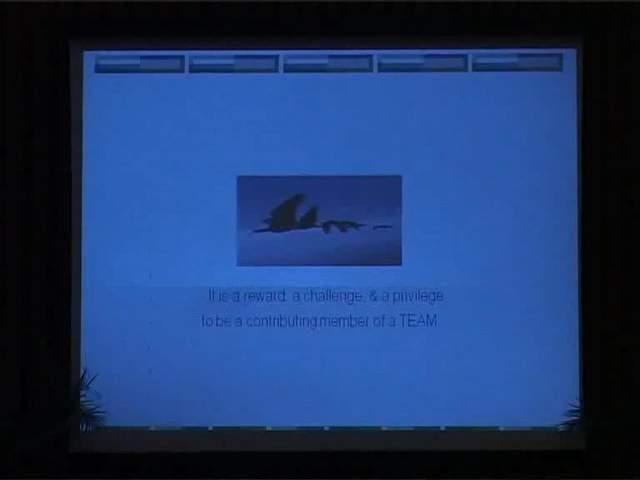 It is a reward, a challenge, & a privilege
to be a contributing member of a TEAM